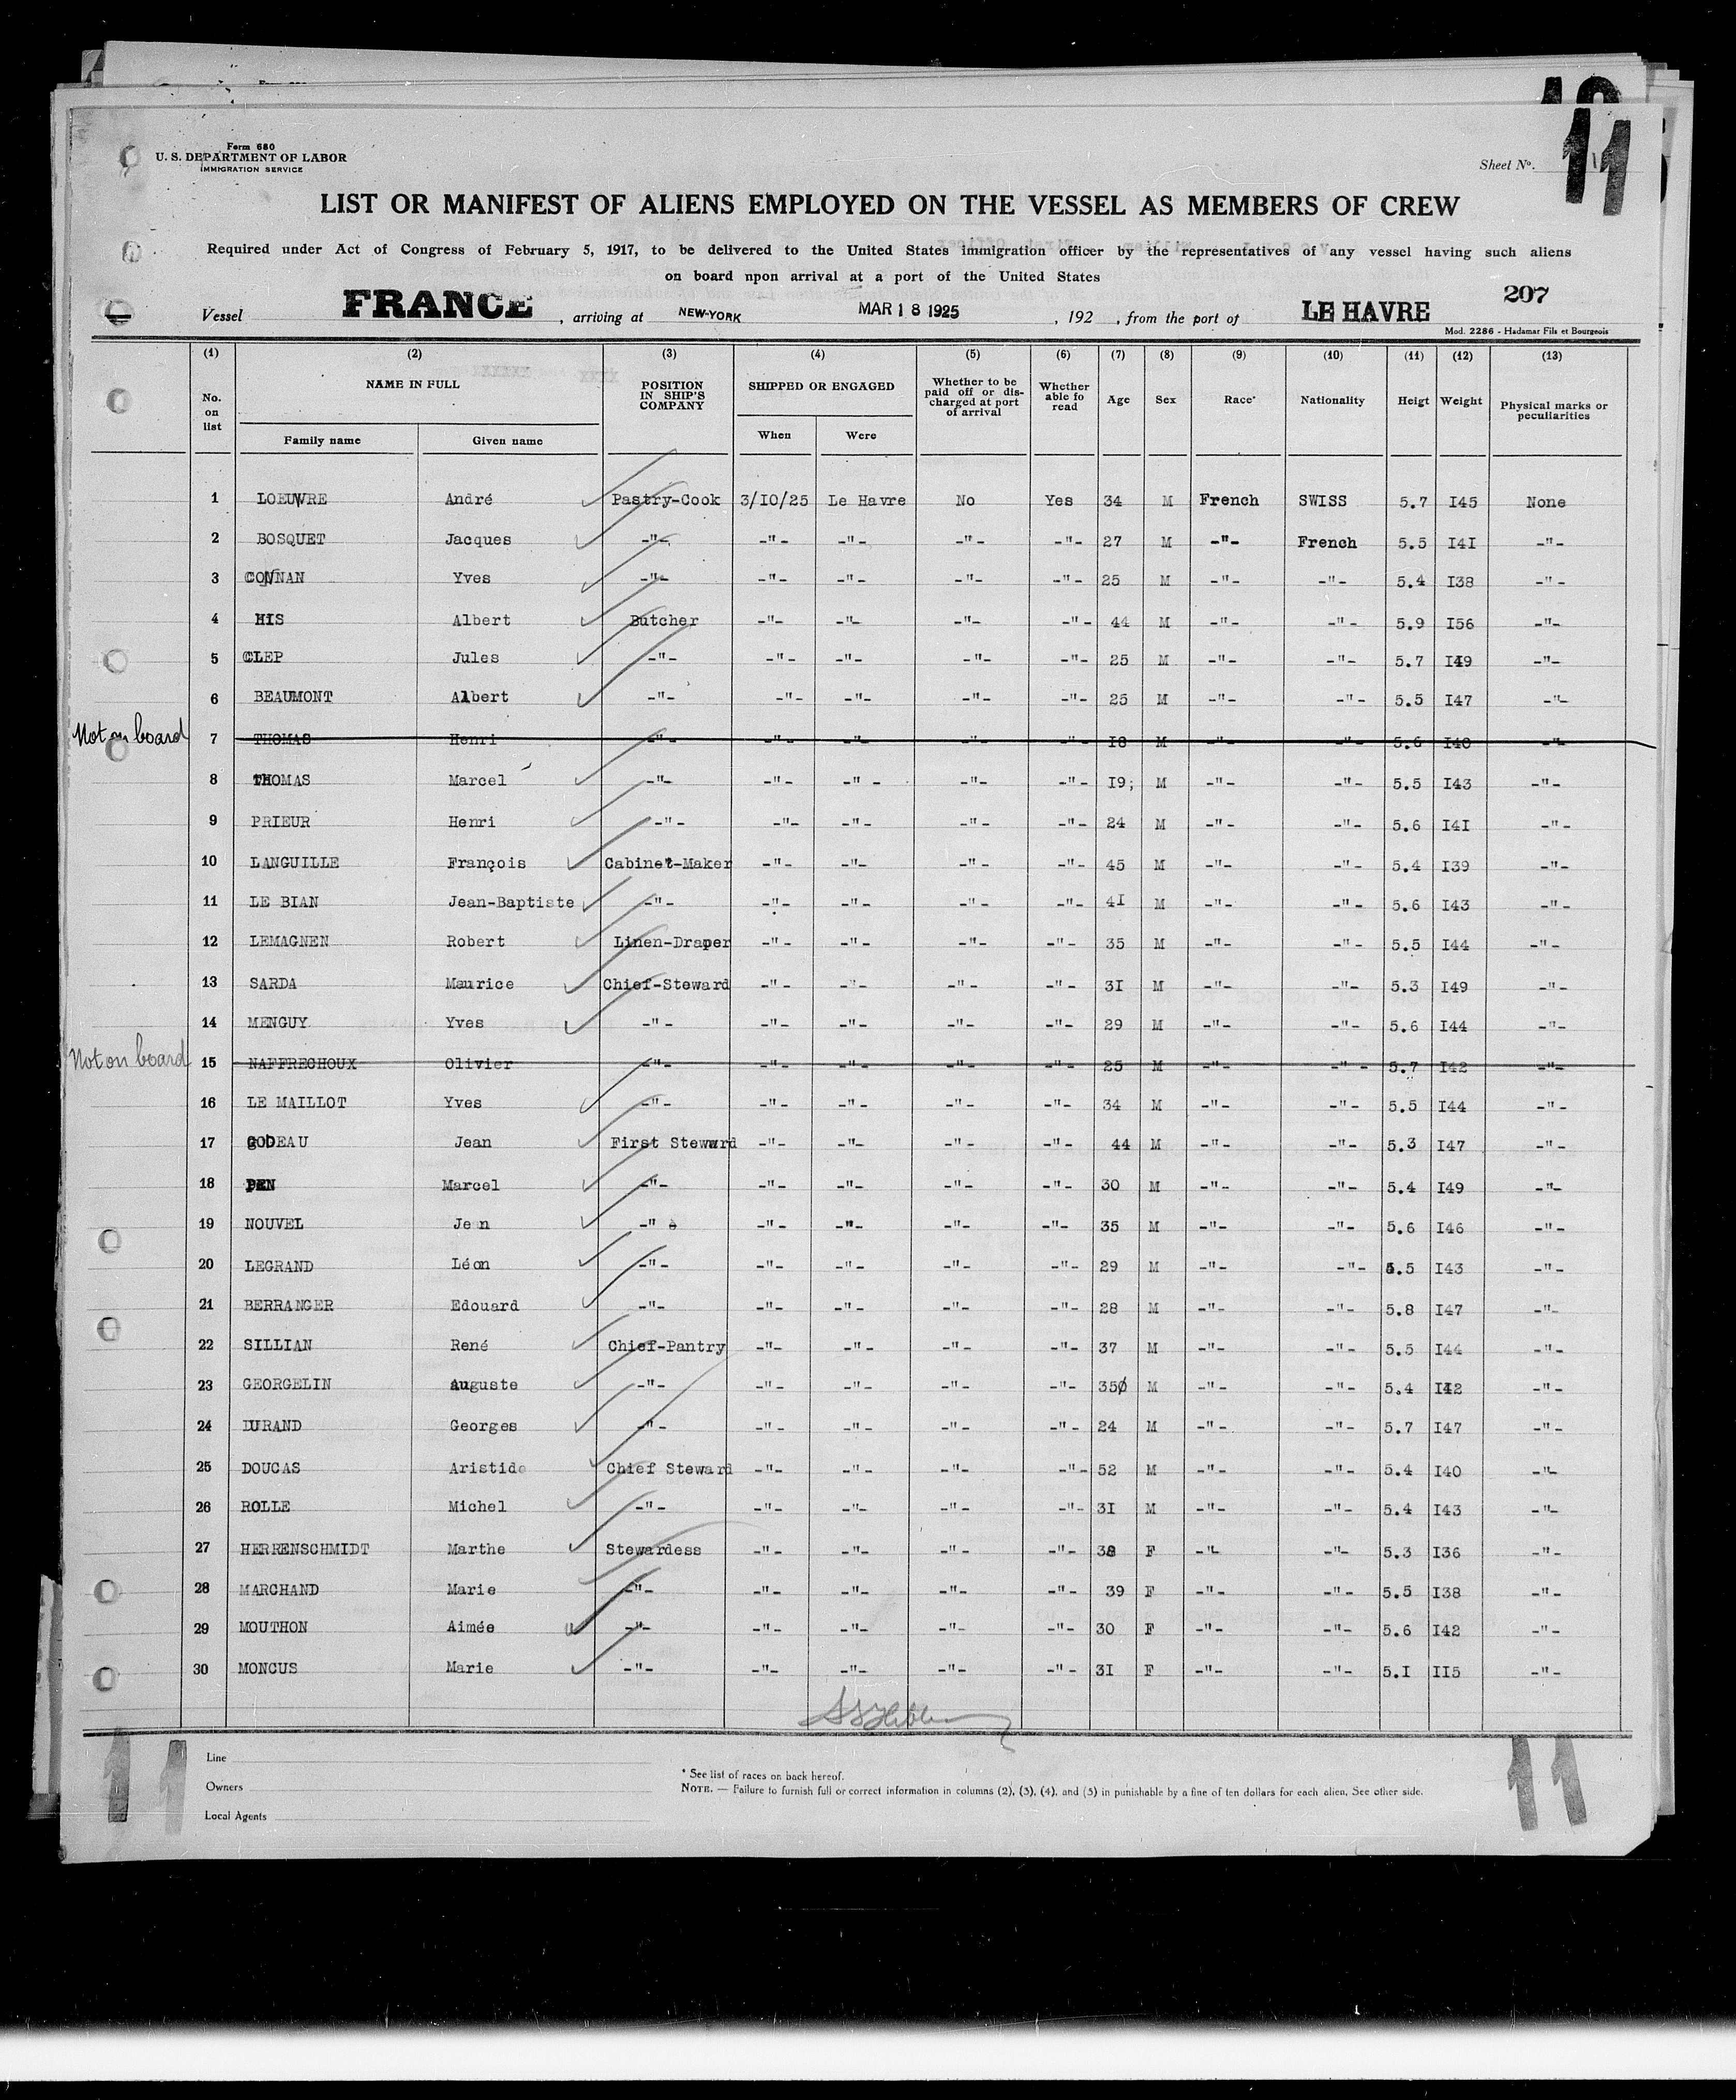 11
Form 680
U. S. DEPARTMENT OF LABOR
IMMIGRATION SERVICE
Sheet No.
LIST OR MANIFEST OF ALIENS EMPLOYED ON THE VESSEL AS MEMBERS OF CREW
Required under Act of Congress of February 5, 1917, to be delivered to the United States immigration officer by the representatives of any vessel having such aliens
on board npon arrival at a port of the United States
207
Vessel FRANCE, arriving at NEW-YORK MAR 18 1925, 192 , from the port of LE HAVRE
Mod. 2286 - Hadamar Fils et Bourgeois
(1) (2) (3) (4) (5) (6) (7) (8) (9) (10) (11) (12) (13)
No. on list NAME IN FULL POSITION IN SHIP'S COMPANY SHIPPED OR ENGAGED Whether to be paid off or discharged at port of arrival Whether able fo read Age Sex Race* Nationality Heigt Weight Physical marks or peculiarities
Family name Given name When Were
1 LOEUVRE André Pastry-Cook 3/IO/25 Le Havre No Yes 34 M French SWISS 5.7 I45 None
2 BOSQUET Jacques -"- -"- -"- -"- -"- 27 M -"- French 5.5 I4I -"-
3 CONNAN Yves -"- -"- -"- -"- -"- 25 M -"- -"- 5.4 I38 -"-
4 HIS Albert Butcher -"- -"- -"- -"- 44 M -"- -"- 5.9 I56 -"-
5 CLEP Jules -"- -"- -"- -"- -"- 25 M -"- -"- 5.7 I49 -"-
6 BEAUMONT Albert -"- -"- -"- -"- -"- 25 M -"- -"- 5.5 I47 -"-
Not on board 7 THOMAS Henri -"- -"- -"- -"- -"- I8 M -"- -"- 5.6 I40 -"-
8 THOMAS Marcel -"- -"- -"- -"- -"- I9; M -"- -"- 5.5 I43 -"-
9 PRIEUR Henri -"- -"- -"- -"- -"- 24 M -"- -"- 5.6 I4I -"-
10 LANGUILLE François Cabinet-Maker -"- -"- -"- -"- 45 M -"- -"- 5.4 I39 -"-
11 LE BIAN Jean-Baptiste -"- -"- -"- -"- -"- 4I M -"- -"- 5.6 I43 -"-
12 LEMAGNEN Robert Linen-Draper -"- -"- -"- -"- 35 M -"- -"- 5.5 I44 -"-
13 SARDA Maurice Chief-Steward -"- -"- -"- -"- 3I M -"- -"- 5.3 I49 -"-
14 MENGUY Yves -"- -"- -"- -"- -"- 29 M -"- -"- 5.6 I44 -"-
Not on board 15 NAFFRECHOUX Olivier -"- -"- -"- -"- -"- 25 M -"- -"- 5.7 I42 -"-
16 LE MAILLOT Yves -"- -"- -"- -"- -"- 34 M -"- -"- 5.5 I44 -"-
17 GODEAU Jean First Steward -"- -"- -"- -"- 44 M -"- -"- 5.3 I47 -"-
18 PEN Marcel -"- -"- -"- -"- -"- 30 M -"- -"- 5.4 I49 -"-
19 NOUVEL Jean -"- -"- -"- -"- -"- 35 M -"- -"- 5.6 I46 -"-
20 LEGRAND Léon -"- -"- -"- -"- -"- 29 M -"- -"- 5.5 I43 -"-
21 BERRANGER Edouard -"- -"- -"- -"- -"- 28 M -"- -"- 5.8 I47 -"-
22 SILLIAN René Chief-Pantry -"- -"- -"- -"- 37 M -"- -"- 5.5 I44 -"-
23 GEORGELIN Auguste -"- -"- -"- -"- -"- 35 M -"- -"- 5.4 I42 -"-
24 DURAND Georges -"- -"- -"- -"- -"- 24 M -"- -"- 5.7 I47 -"-
25 DOUCAS Aristide Chief Steward -"- -"- -"- -"- 52 M -"- -"- 5.4 I40 -"-
26 ROLLE Michel -"- -"- -"- -"- -"- 3I M -"- -"- 5.4 I43 -"-
27 HERRENSCHMIDT Marthe Stewardess -"- -"- -"- -"- 38 F -"- -"- 5.3 I36 -"-
28 MARCHAND Marie -"- -"- -"- -"- -"- 39 F -"- -"- 5.5 I38 -"-
29 MOUTHON Aimée -"- -"- -"- -"- -"- 30 F -"- -"- 5.6 I42 -"-
30 MONCUS Marie -"- -"- -"- -"- -"- 3I F -"- -"- 5.I II5 -"-
11 11
Line
Owners
Local Agents
* See list of races on back hereof.
NOTE. — Failure to furnish full or correct information in columns (2), (3), (4), and (5) in punishable by a fine of ten dollars for each alien. See other side.